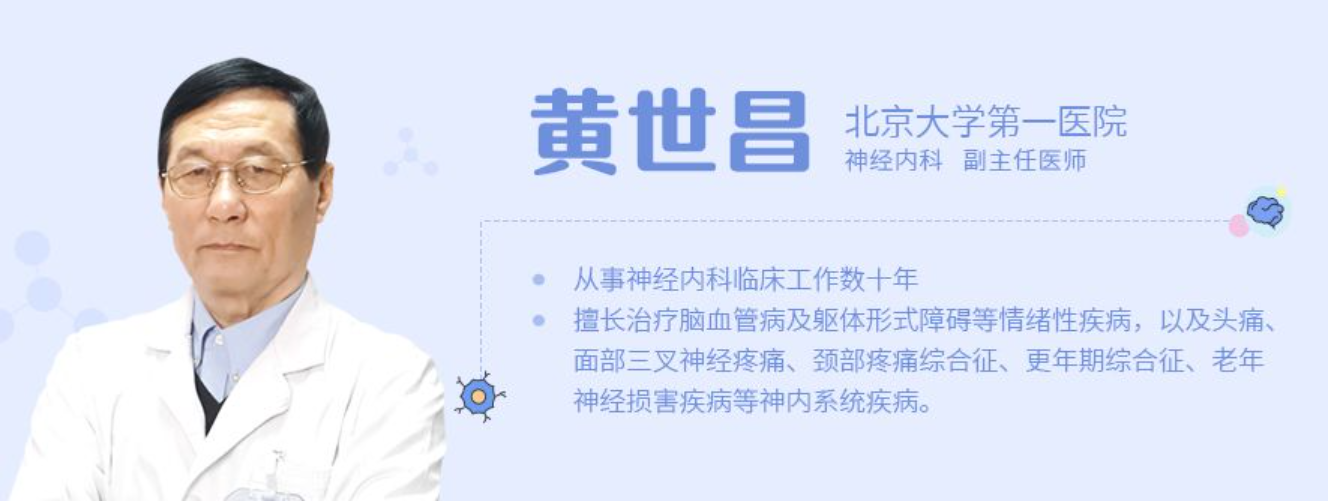 黄世昌
北京大学第一医院
神经内科 副主任医师
从事神经内科临床工作数十年
擅长治疗脑血管病及躯体形式障碍等情绪性疾病，以及头痛、
面部三叉神经疼痛、颈部疼痛综合征、更年期综合征、老年
神经损害疾病等神内系统疾病。